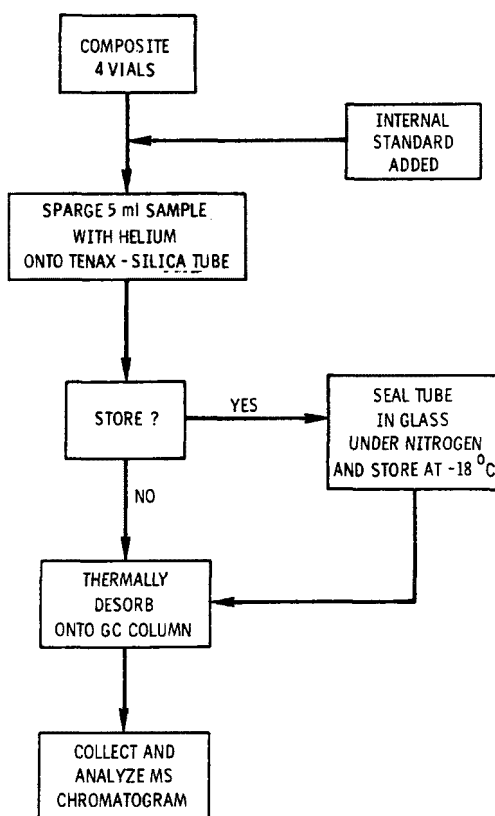 COMPOSITE
4 VIALS
INTERNAL
STANDARD
ADDED
SPARGE 5 ml SAMPLE
WITH HELIUM
ONTO TENAX - SILICA TUBE
STORE ?
YES
SEAL TUBE
IN GLASS
UNDER NITROGEN
AND STORE AT -18 °C
NO
THERMALLY
DESORB
ONTO GC COLUMN
COLLECT AND
ANALYZE MS
CHROMATOGRAM